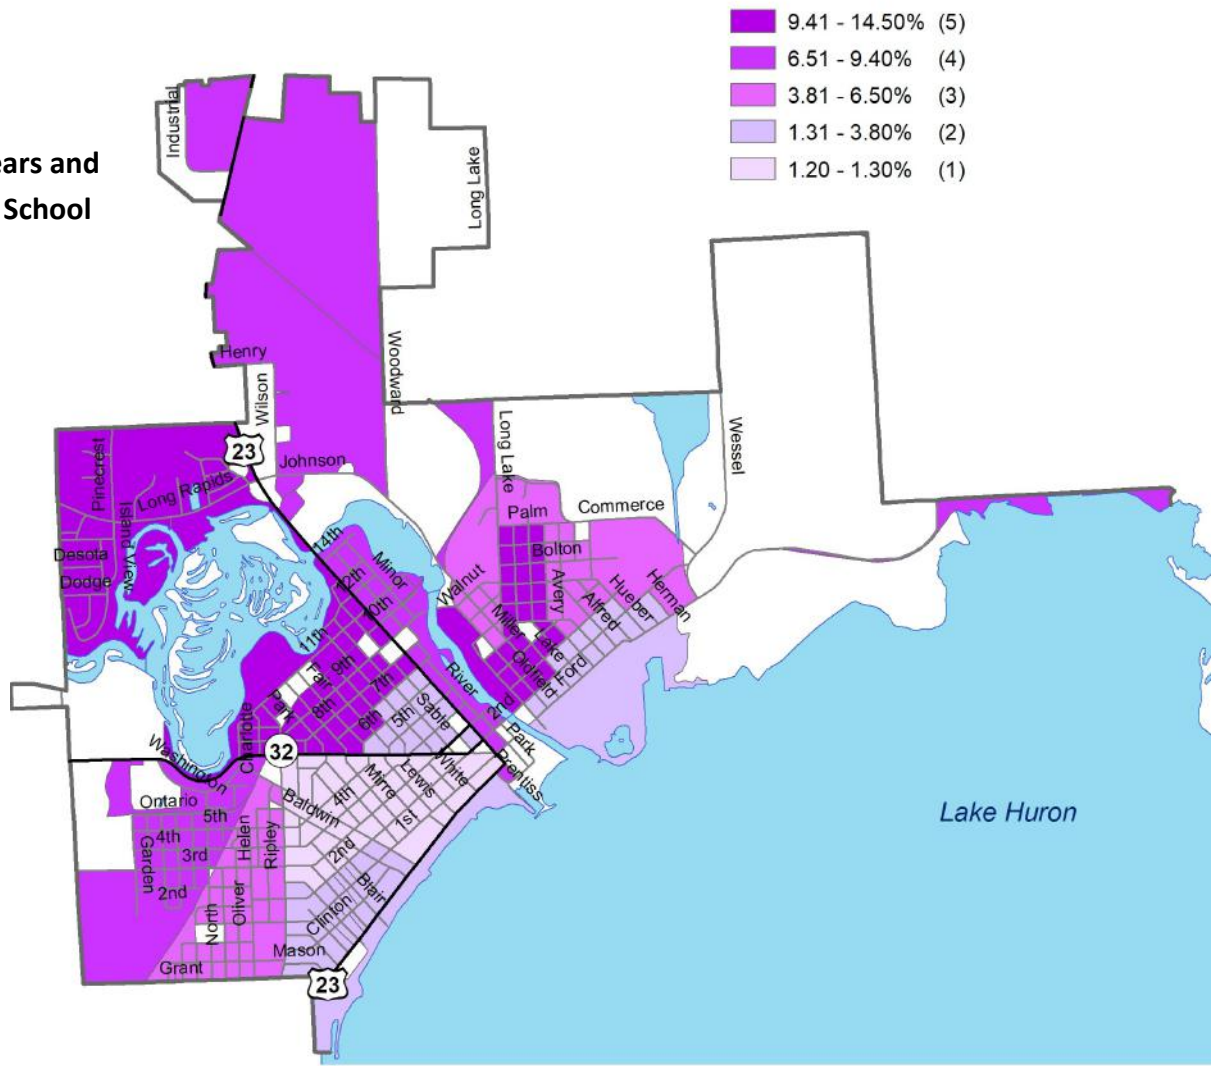 9.41 - 14.50% (5)
6.51 - 9.40% (4)
3.81 - 6.50% (3)
1.31 - 3.80% (2)
1.20 - 1.30% (1)
ears and
School
Industrial
Long Lake
Henry
Wilson
Woodward
23
Johnson
Long Lake
Wessel
Pinecrest
Long Rapids
Island View
Palm
Commerce
Desota
Dodge
14th
12th
Minor
10th
11th
Bolton
Walnut
Avery
Alfred
Hueber
Herman
Miller
Lake
Oldfield
Ford
9th
Fair
Park
8th
7th
6th
5th
Sable
River
2nd
Park
Prentiss
Charlotte
Washington
32
White
Lewis
Mirre
4th
1st
Baldwin
Ontario
5th
4th
3rd
2nd
Garden
Helen
Ripley
2nd
Lake Huron
North
Oliver
Clinton
Blair
Mason
Grant
23